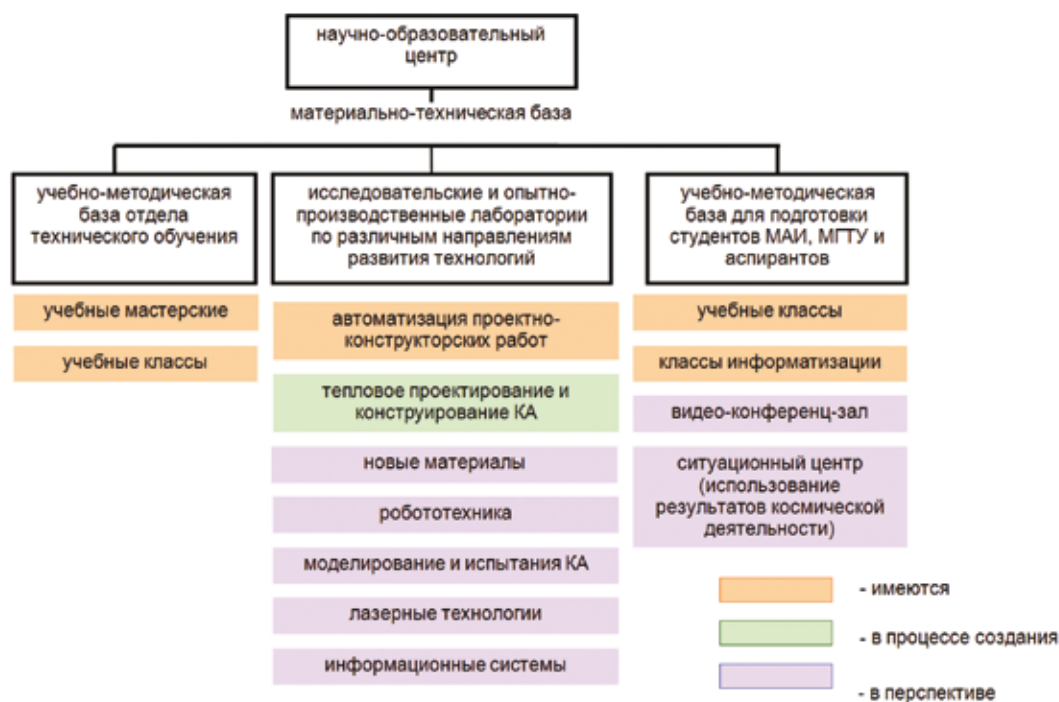 научно-образовательный
центр
материально-техническая база
учебно-методическая
база отдела
технического обучения
учебные мастерские
учебные классы
исследовательские и опытно-
производственные лаборатории
по различным направлениям
развития технологий
автоматизация проектно-
конструкторских работ
тепловое проектирование и
конструирование КА
новые материалы
робототехника
моделирование и испытания КА
лазерные технологии
информационные системы
учебно-методическая
база для подготовки
студентов МАИ, МГТУ и
аспирантов
учебные классы
классы информатизации
видео-конференц-зал
ситуационный центр
(использование
результатов космической
деятельности)
- имеются
- в процессе создания
- в перспективе